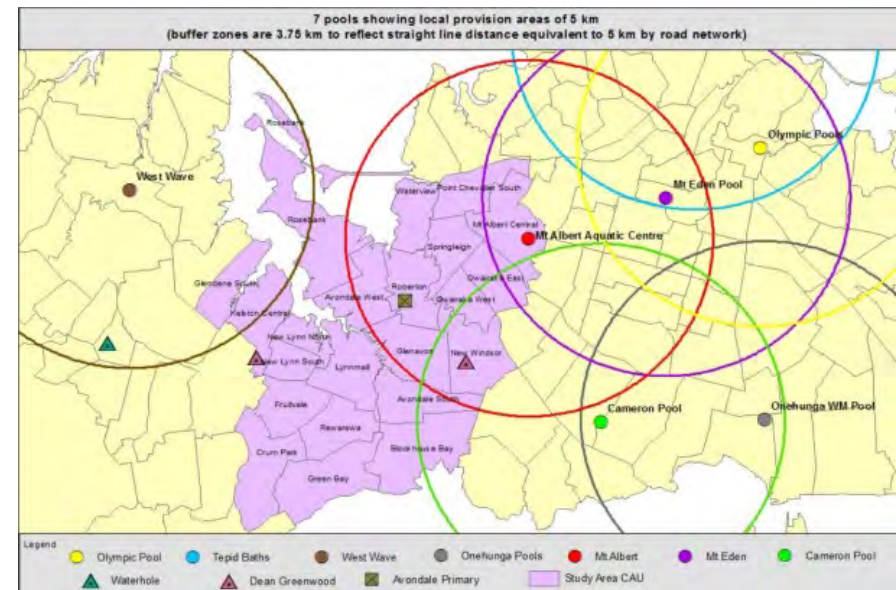 7 pools showing local provision areas of 5 km
(buffer zones are 3.75 km to reflect straight line distance equivalent to 5 km by road network)
Rosebank
Olympic Pools
West Wave
Waterview
Point Chevalier South
Mt Eden Pool
Rosebank
Mt Albert Central
Mt Albert Aquatic Centre
Springleigh
Glendene South
Owairaka East
Avondale West
Roberton
Owairaka West
Kelston Central
New Lynn North
Glenavon
New Windsor
New Lynn South
Lynnmall
Fruitvale
Avondale South
Cameron Pool
Onehunga WM Pool
Rewarewa
Crum Park
Blockhouse Bay
Green Bay
Legend
Olympic Pool
Tepid Baths
West Wave
Onehunga Pools
Mt Albert
Mt Eden
Cameron Pool
Waterhole
Dean Greenwood
Avondale Primary
Study Area CAU